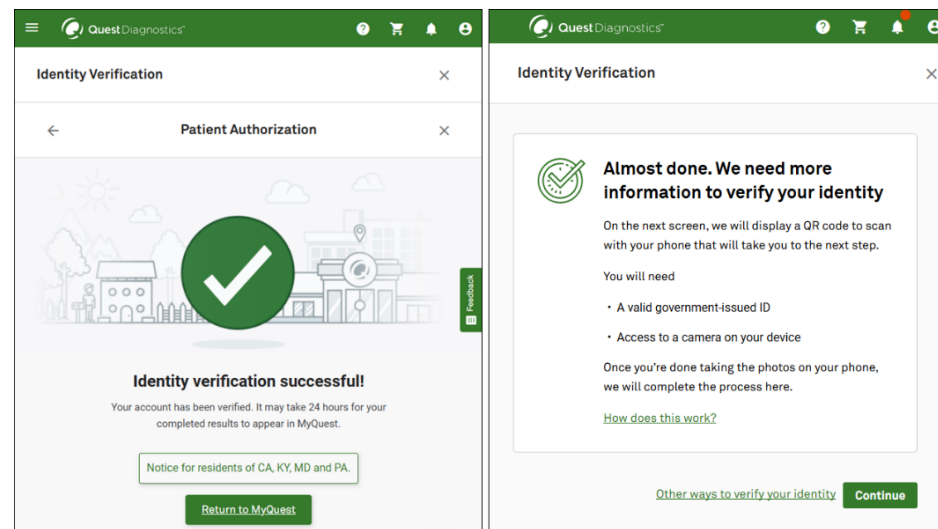 Quest Diagnostics™
Identity Verification
Patient Authorization
Feedback
Identity verification successful!
Your account has been verified. It may take 24 hours for your
completed results to appear in MyQuest.
Notice for residents of CA, KY, MD and PA.
Return to MyQuest
Quest Diagnostics™
Identity Verification
Almost done. We need more
information to verify your identity
On the next screen, we will display a QR code to scan
with your phone that will take you to the next step.
You will need
• A valid government-issued ID
• Access to a camera on your device
Once you’re done taking the photos on your phone,
we will complete the process here.
How does this work?
Other ways to verify your identity
Continue